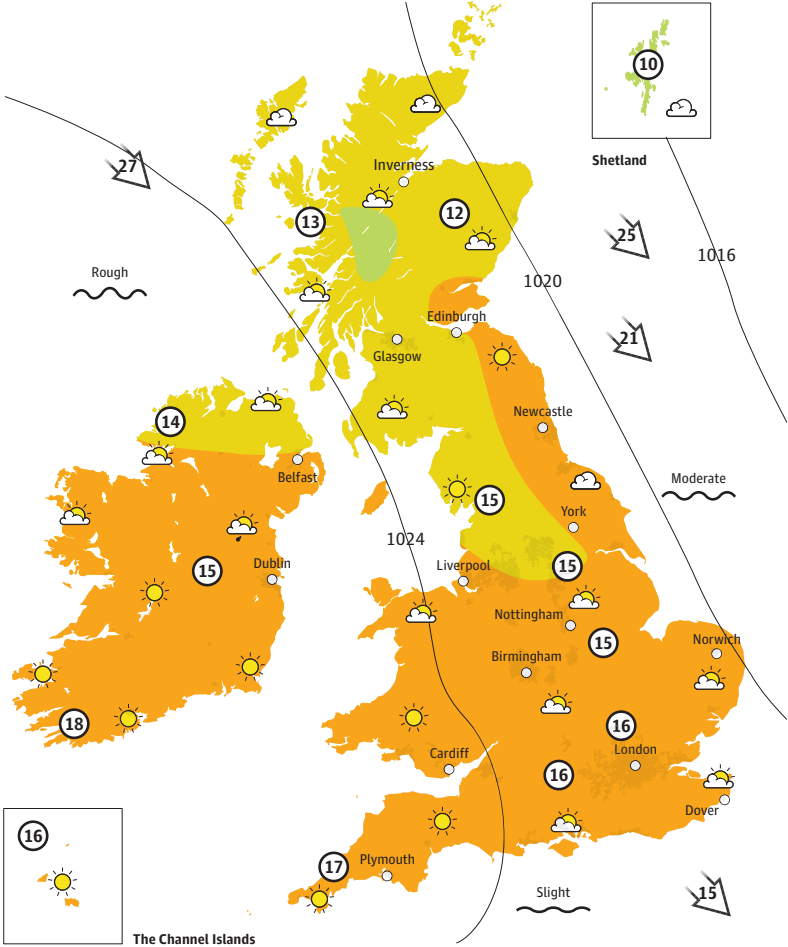 10
Shetland
27
Inverness
13
12
25
1016
Rough
1020
Edinburgh
21
Glasgow
14
Newcastle
Belfast
Moderate
15
York
1024
Dublin
15
Liverpool
15
Nottingham
15
Norwich
Birmingham
18
16
London
Cardiff
16
Dover
16
17
Plymouth
Slight
15
The Channel Islands